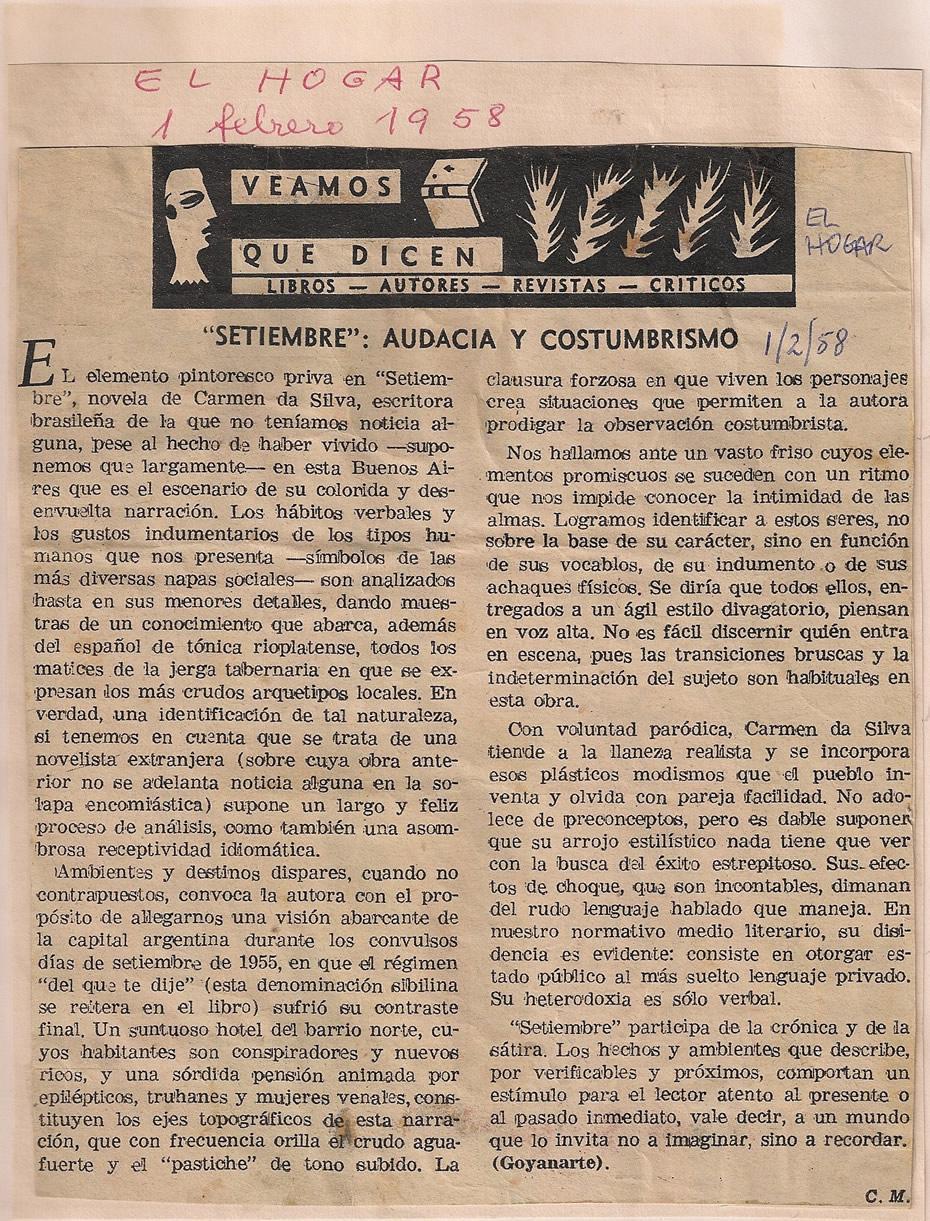 EL HOGAR
1 febrero 1958
VEAMOS
QUE DICEN
LIBROS — AUTORES — REVISTAS — CRITICOS
EL
HOGAR
"SETIEMBRE": AUDACIA Y COSTUMBRISMO
1/2/58
EL elemento pintoresco priva en "Setiem-
bre", novela de Carmen da Silva, escritora
brasileña de la que no teníamos noticia al-
guna, pese al hecho de haber vivido —supo-
nemos que largamente— en esta Buenos Ai-
res que es el escenario de su colorida y des-
envuelta narración. Los hábitos verbales y
los gustos indumentarios de los tipos hu-
manos que nos presenta —símbolos de las
más diversas napas sociales— son analizados
hasta en sus menores detalles, dando mues-
tras de un conocimiento que abarca, además
del español de tónica rioplatense, todos los
matices de la jerga tabernaria en que se ex-
presan los más crudos arquetipos locales. En
verdad, una identificación de tal naturaleza,
si tenemos en cuenta que se trata de una
novelista extranjera (sobre cuya obra ante-
rior no se adelanta noticia alguna en la so-
lapa encomiástica) supone un largo y feliz
proceso de análisis, como también una asom-
brosa receptividad idiomática.
Ambientes y destinos dispares, cuando no
contrapuestos, convoca la autora con el pro-
pósito de allegarnos una visión abarcante de
la capital argentina durante los convulsos
días de setiembre de 1955, en que el régimen
"del que te dije" (esta denominación sibilina
se reitera en el libro) sufrió su contraste
final. Un suntuoso hotel del barrio norte, cu-
yos habitantes son conspiradores y nuevos
ricos, y una sórdida pensión animada por
epilépticos, truhanes y mujeres venales, cons-
tituyen los ejes topográficos de esta narra-
ción, que con frecuencia orilla el crudo agua-
fuerte y el "pastiche" de tono subido. La
clausura forzosa en que viven los personajes
crea situaciones que permiten a la autora
prodigar la observación costumbrista.
Nos hallamos ante un vasto friso cuyos ele-
mentos promiscuos se suceden con un ritmo
que nos impide conocer la intimidad de las
almas. Logramos identificar a estos seres, no
sobre la base de su carácter, sino en función
de sus vocablos, de su indumento o de sus
achaques físicos. Se diría que todos ellos, en-
tregados a un ágil estilo divagatorio, piensan
en voz alta. No es fácil discernir quién entra
en escena, pues las transiciones bruscas y la
indeterminación del sujeto son habituales en
esta obra.
Con voluntad paródica, Carmen da Silva
tiende a la llaneza realista y se incorpora
esos plásticos modismos que el pueblo in-
venta y olvida con pareja facilidad. No ado-
lece de preconceptos, pero es dable suponer
que su arrojo estilístico nada tiene que ver
con la busca del éxito estrepitoso. Sus efec-
tos de choque, que son incontables, dimanan
del rudo lenguaje hablado que maneja. En
nuestro normativo medio literario, su disi-
dencia es evidente: consiste en otorgar es-
tado público al más suelto lenguaje privado.
Su heterodoxia es sólo verbal.
"Setiembre" participa de la crónica y de la
sátira. Los hechos y ambientes que describe,
por verificables y próximos, comportan un
estímulo para el lector atento al presente o
al pasado inmediato, vale decir, a un mundo
que lo invita no a imaginar, sino a recordar.
(Goyanarte).
C. M.